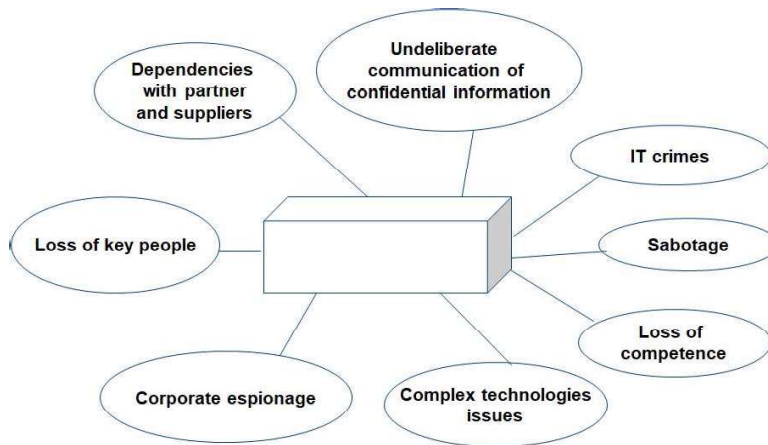 Undeliberate
communication of
confidential information
Dependencies
with partner
and suppliers
IT crimes
Loss of key people
Sabotage
Loss of
competence
Corporate espionage
Complex technologies
issues